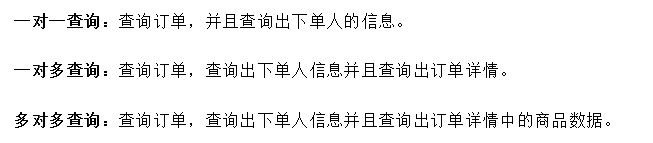 一对一查询：查询订单，并且查询出下单人的信息。
一对多查询：查询订单，查询出下单人信息并且查询出订单详情。
多对多查询：查询订单，查询出下单人信息并且查询出订单详情中的商品数据。